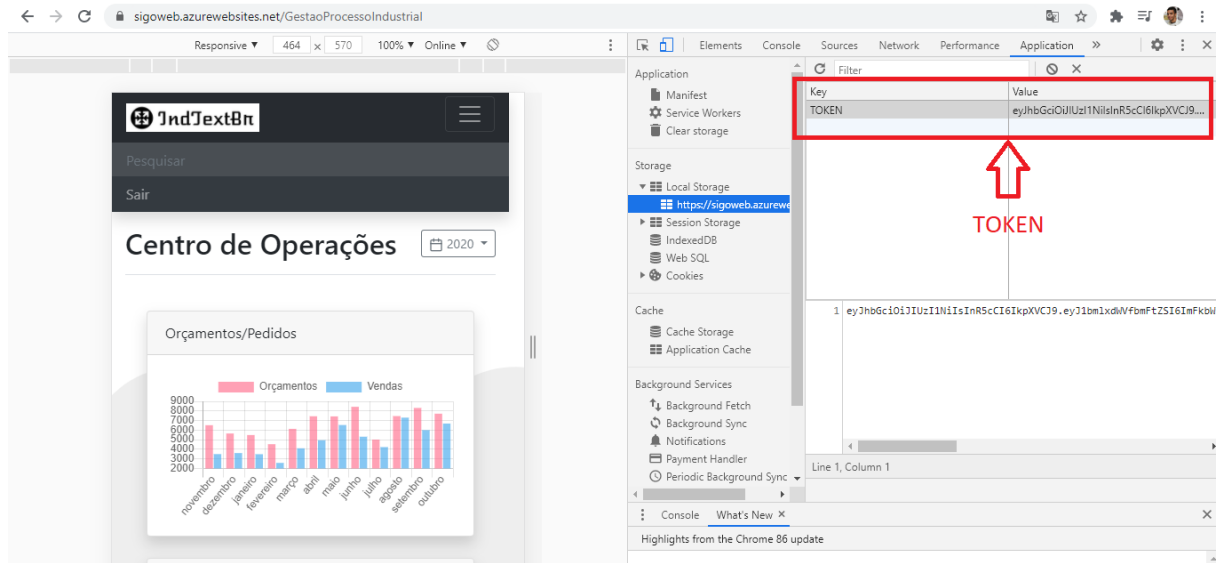 sigoweb.azurewebsites.net/GestaoProcessoIndustrial
Responsive ▼ 464 x 570 100% ▼ Online ▼
IndTextBr
Pesquisar
Sair
Centro de Operações 2020
Orçamentos/Pedidos
Orçamentos Vendas
9000
8000
7000
6000
5000
4000
3000
2000
novembro dezembro janeiro fevereiro março abril maio junho julho agosto setembro outubro
Elements Console Sources Network Performance Application »
Application
Manifest
Service Workers
Clear storage
Storage
Local Storage
https://sigoweb.azurewe
Session Storage
IndexedDB
Web SQL
Cookies
Cache
Cache Storage
Application Cache
Background Services
Background Fetch
Background Sync
Notifications
Payment Handler
Periodic Background Sync
Filter
Key Value
TOKEN eyJhbGciOiJIUzI1NiIsInR5cCI6IkpXVCJ9....
TOKEN
1 eyJhbGciOiJIUzI1NiIsInR5cCI6IkpXVCJ9.eyJ1bmlxdWVfbmFtZSI6ImFkbW
Line 1, Column 1
Console What's New ×
Highlights from the Chrome 86 update